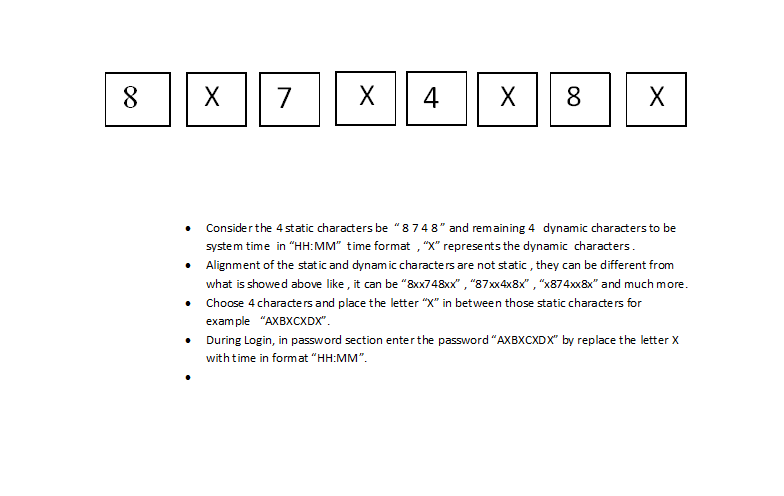 8 X 7 X 4 X 8 X
• Consider the 4 static characters be “ 8 7 4 8 ” and remaining 4 dynamic characters to be
system time in “HH:MM” time format , “X” represents the dynamic characters .
• Alignment of the static and dynamic characters are not static , they can be different from
what is showed above like , it can be “8xx748xx” , “87xx4x8x” , “x874xx8x” and much more.
• Choose 4 characters and place the letter “X” in between those static characters for
example “AXBXCXDX”.
• During Login, in password section enter the password “AXBXCXDX” by replace the letter X
with time in format “HH:MM”.
•